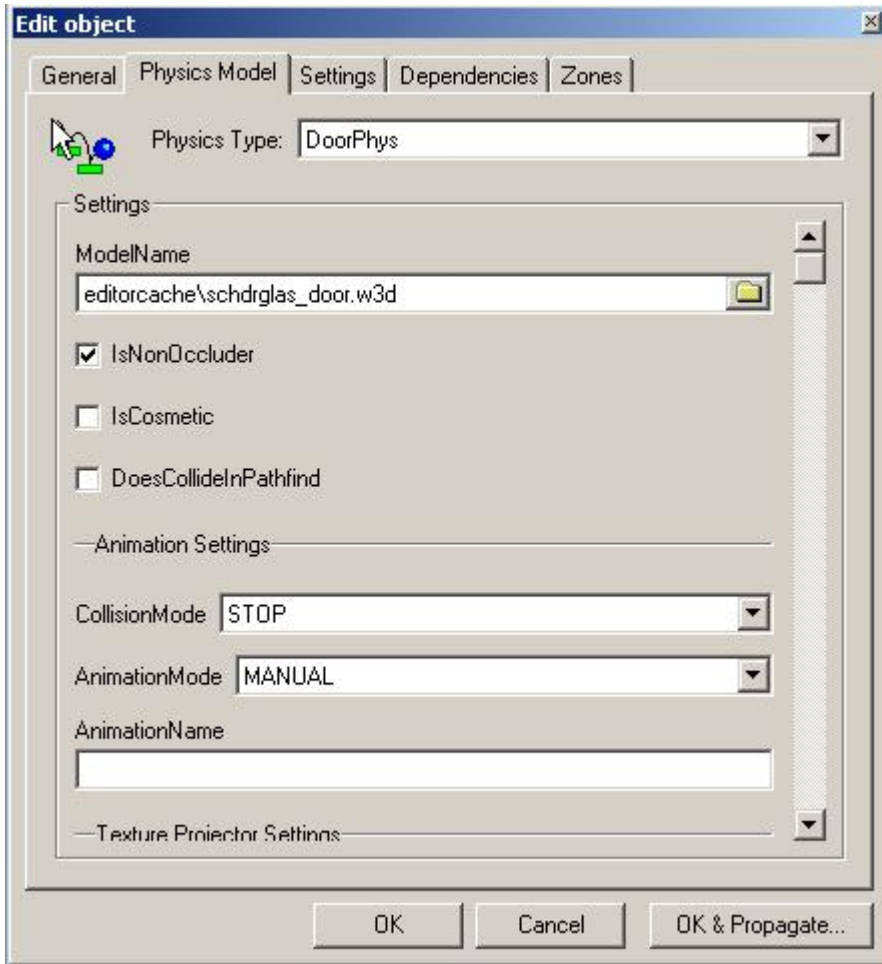 Edit object
General Physics Model Settings Dependencies Zones
Physics Type: DoorPhys
Settings
ModelName
editorcache\schdrglas_door.w3d
IsNonOccluder
IsCosmetic
DoesCollideInPathfind
Animation Settings
CollisionMode STOP
AnimationMode MANUAL
AnimationName
Texture Projector Settings
OK Cancel OK & Propagate...